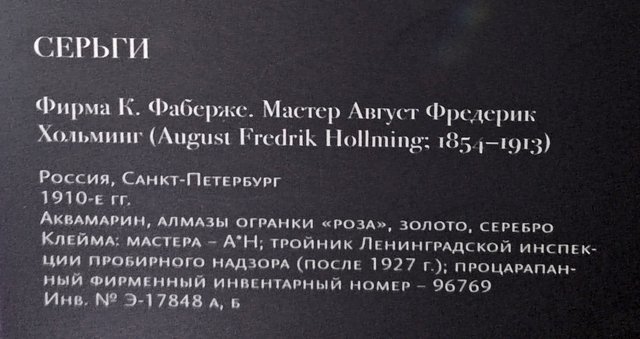 СЕРЬГИ
Фирма К. Фаберже. Мастер Август Фредерик
Хольминг (August Fredrik Hollming; 1854–1913)
Россия, Санкт-Петербург
1910-е гг.
Аквамарин, алмазы огранки «роза», золото, серебро
Клейма: мастера – А*Н; тройник Ленинградской инспек-
ции пробирного надзора (после 1927 г.); процарапан-
ный фирменный инвентарный номер – 96769
Инв. № Э-17848 а, б